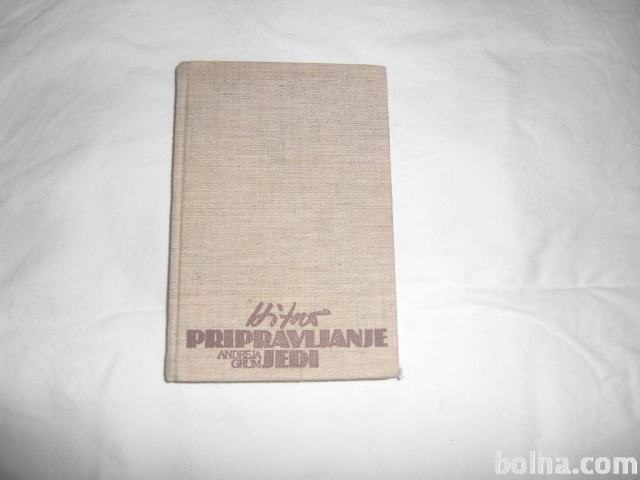 Hitro
PRIPRAVLJANJE
ANDREJA GRUM JEDI
bolha.com